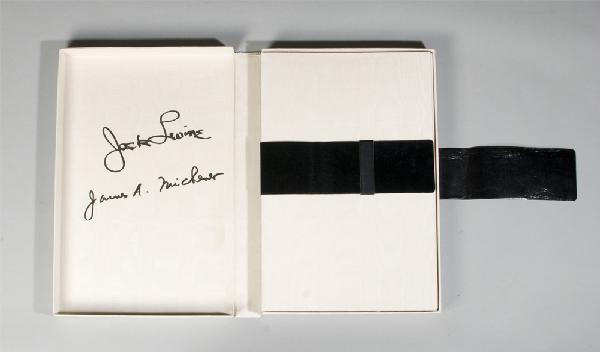 Jack Levine
James A. Michener